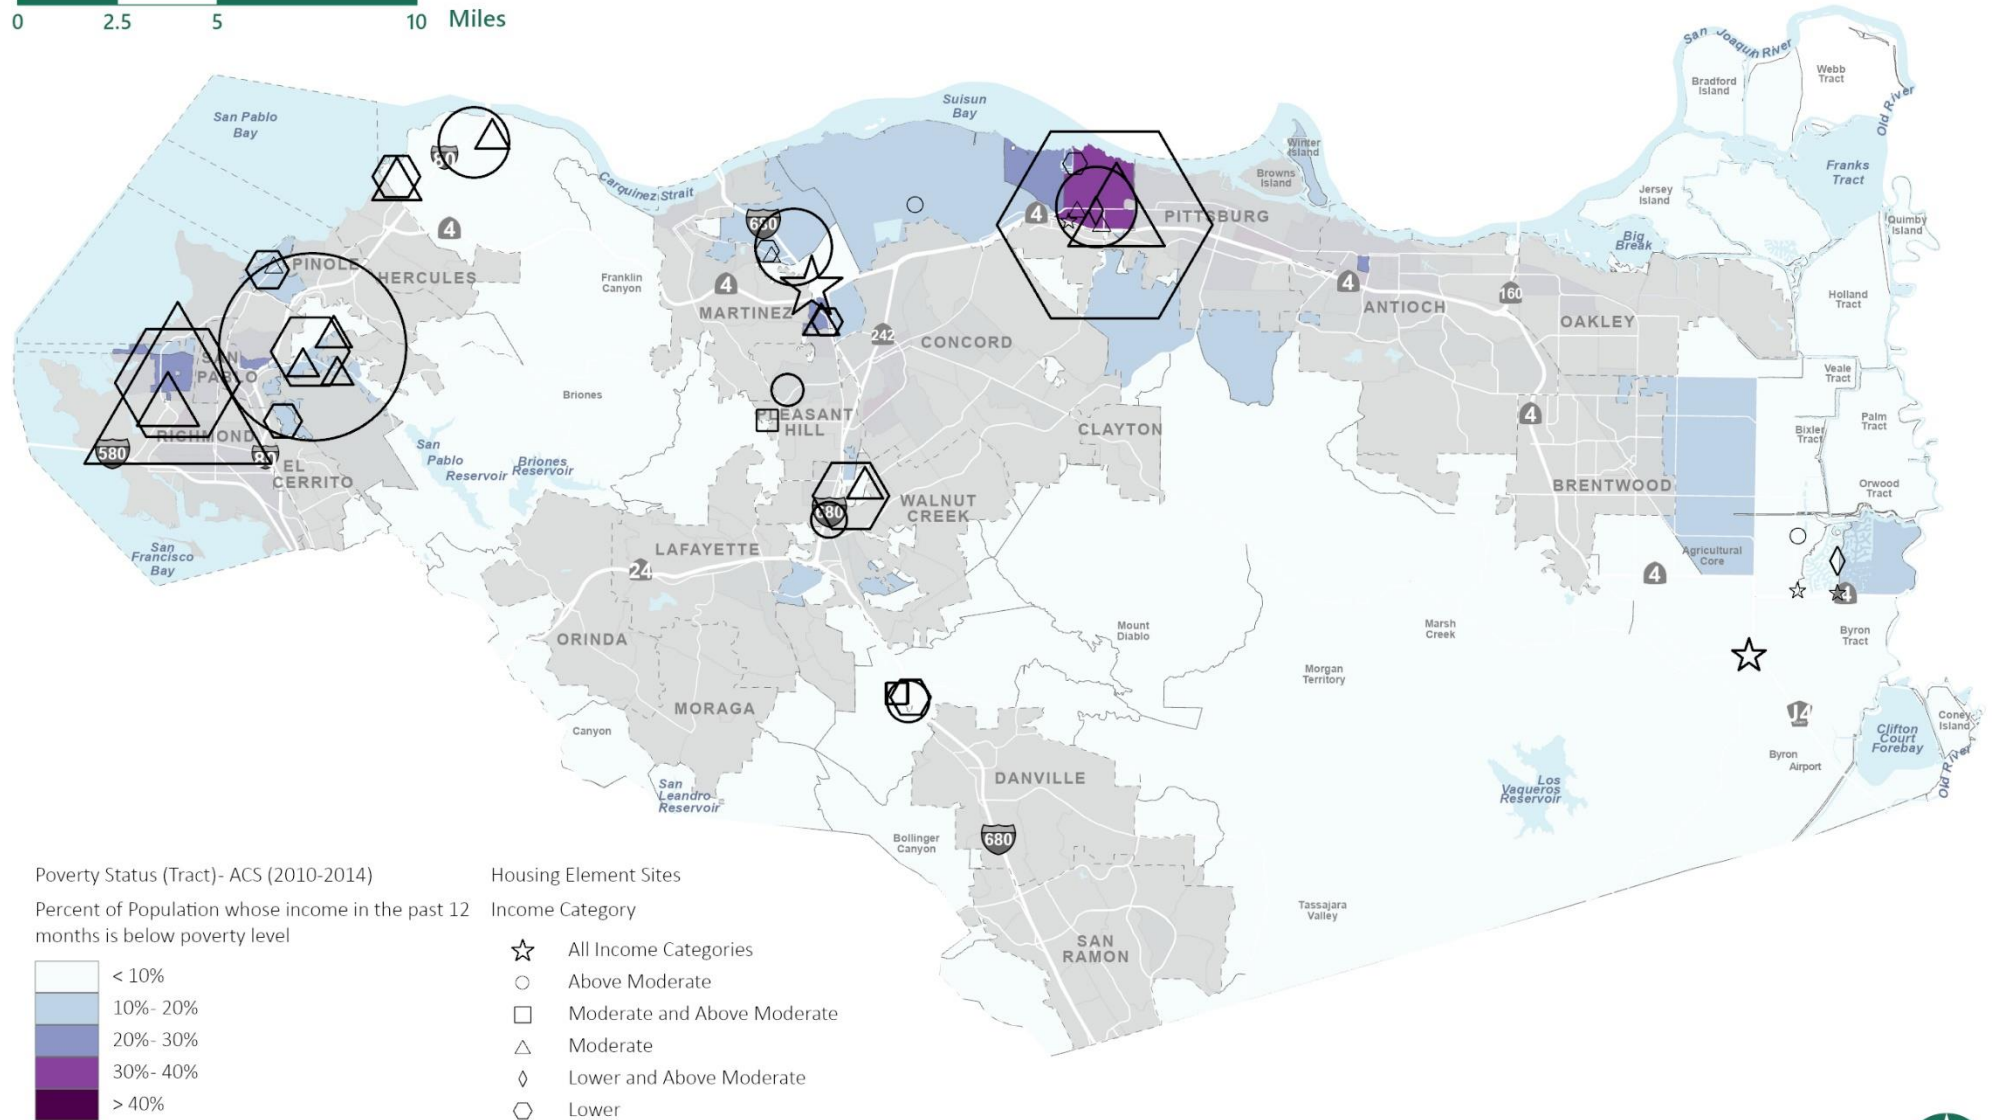 0 2.5 5 10 Miles
San Joaquin River
Webb
Tract
Bradford
Island
Old River
San Pablo
Bay
Suisun
Bay
Winter
Island
Browns
Island
Franks
Tract
Carquinez Strait
Jersey
Island
Quimby
Island
80
4
680
4
PITTSBURG
Big
Break
PINOLE
HERCULES
Franklin
Canyon
4
MARTINEZ
4
ANTIOCH
160
OAKLEY
Holland
Tract
242
CONCORD
SAN
PABLO
Briones
Veale
Tract
PLEASANT
HILL
CLAYTON
4
Palm
Tract
Bixler
Tract
RICHMOND
580
80
EL
CERRITO
San
Pablo
Reservoir
Briones
Reservoir
BRENTWOOD
Orwood
Tract
WALNUT
CREEK
680
San
Francisco
Bay
LAFAYETTE
24
Agricultural
Core
4
4
ORINDA
Mount
Diablo
Marsh
Creek
Byron
Tract
Morgan
Territory
MORAGA
Canyon
J4
Clifton
Court
Forebay
Coney
Island
Old River
Byron
Airport
San
Leandro
Reservoir
DANVILLE
Los
Vaqueros
Reservoir
680
Bollinger
Canyon
Tassajara
Valley
SAN
RAMON
Poverty Status (Tract)- ACS (2010-2014)
Percent of Population whose income in the past 12
months is below poverty level
< 10%
10%- 20%
20%- 30%
30%- 40%
> 40%
Housing Element Sites
Income Category
All Income Categories
Above Moderate
Moderate and Above Moderate
Moderate
Lower and Above Moderate
Lower